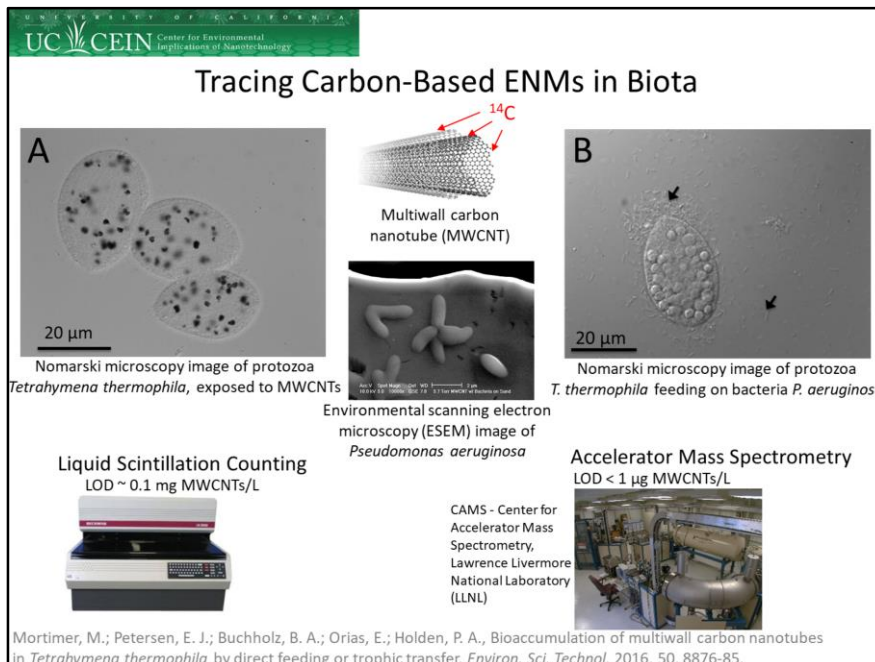 UNIVERSITY OF CALIFORNIA
UC CEIN Center for Environmental
Implications of Nanotechnology
Tracing Carbon-Based ENMs in Biota
A
20 µm
Nomarski microscopy image of protozoa
Tetrahymena thermophila, exposed to MWCNTs
14C
Multiwall carbon
nanotube (MWCNT)
Environmental scanning electron
microscopy (ESEM) image of
Pseudomonas aeruginosa
B
20 µm
Nomarski microscopy image of protozoa
T. thermophila feeding on bacteria P. aeruginos
Liquid Scintillation Counting
LOD ~ 0.1 mg MWCNTs/L
Accelerator Mass Spectrometry
LOD < 1 µg MWCNTs/L
CAMS - Center for
Accelerator Mass
Spectrometry,
Lawrence Livermore
National Laboratory
(LLNL)
Mortimer, M.; Petersen, E. J.; Buchholz, B. A.; Orias, E.; Holden, P. A., Bioaccumulation of multiwall carbon nanotubes
in Tetrahymena thermophila by direct feeding or trophic transfer. Environ. Sci. Technol. 2016, 50, 8876-85.